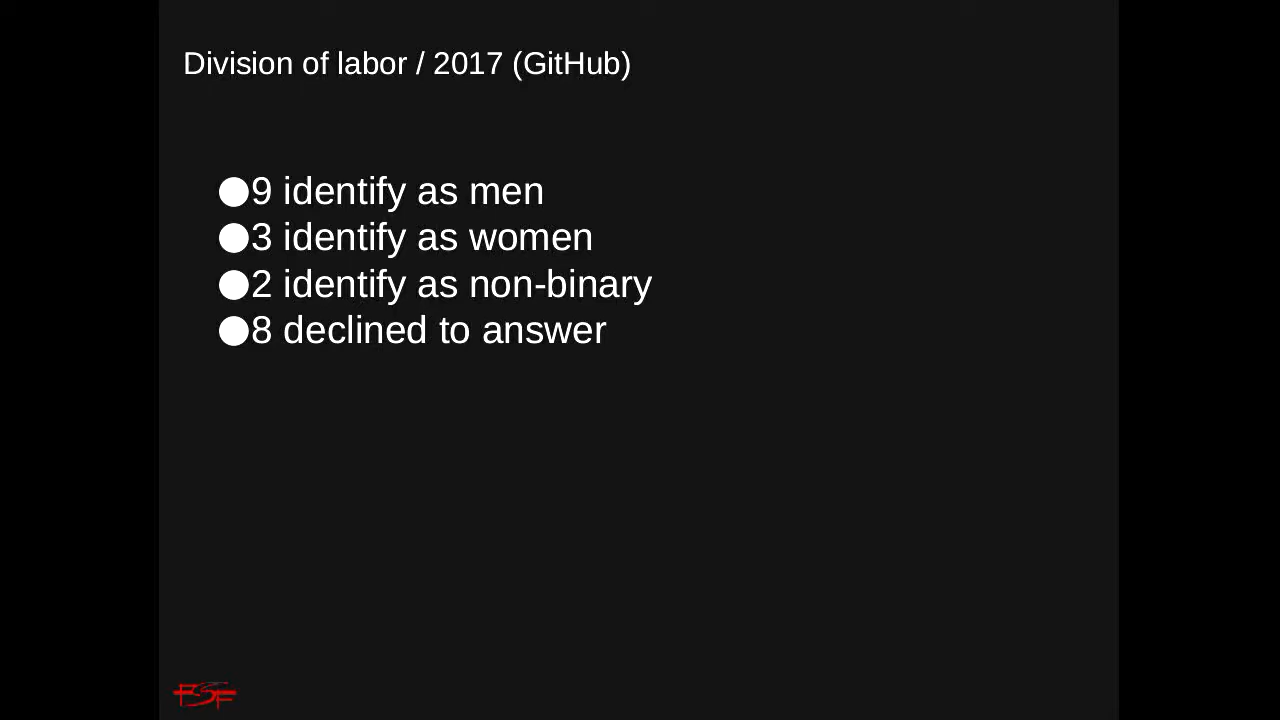 Division of labor / 2017 (GitHub)
●9 identify as men
●3 identify as women
●2 identify as non-binary
●8 declined to answer